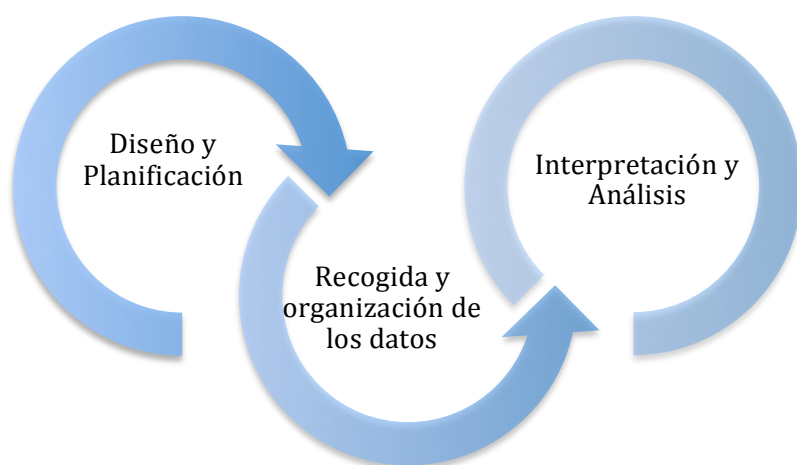 Diseño y
Planificación
Recogida y
organización de
los datos
Interpretación y
Análisis